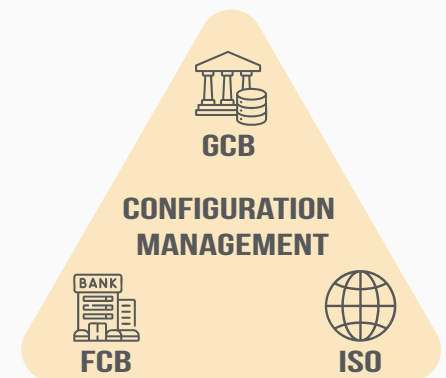 GCB
CONFIGURATION
MANAGEMENT
BANK
FCB
ISO